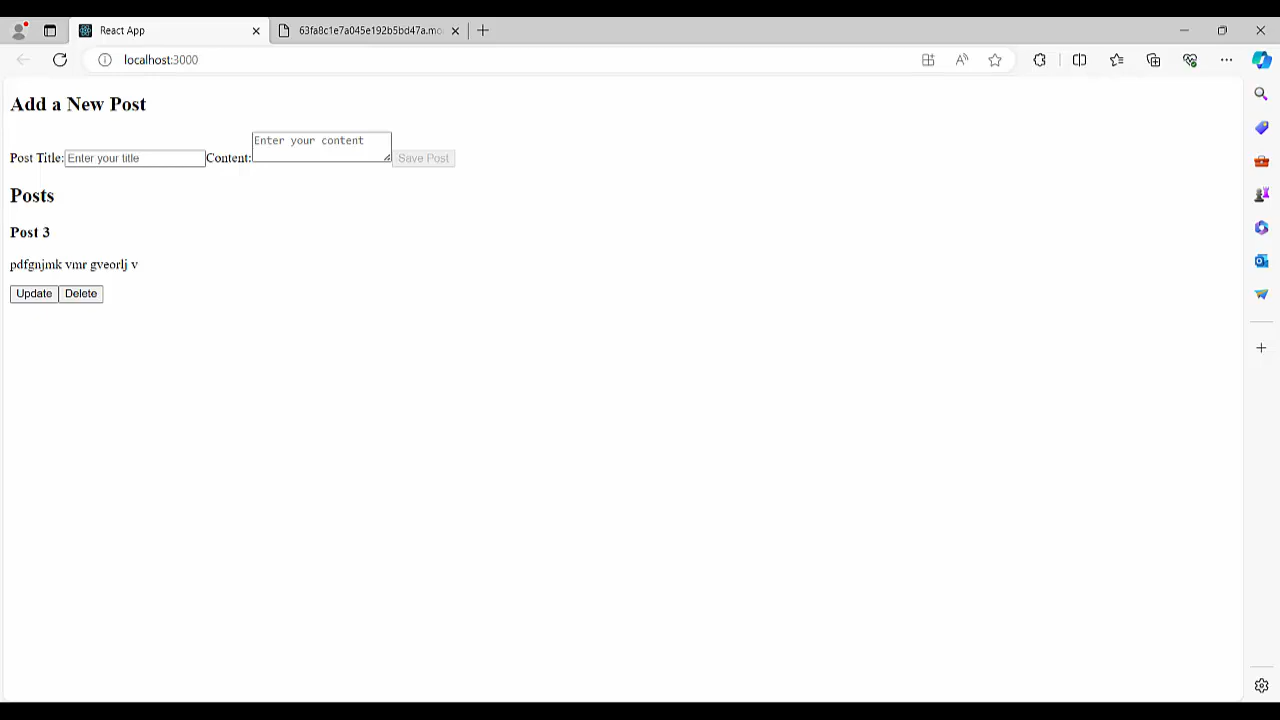 React App
63fa8c1e7a045e192b5bd47a.mo
localhost:3000
Add a New Post
Enter your content
Post Title: Enter your title Content: Save Post
Posts
Post 3
pdfgnjmk vmr gveorlj v
Update Delete